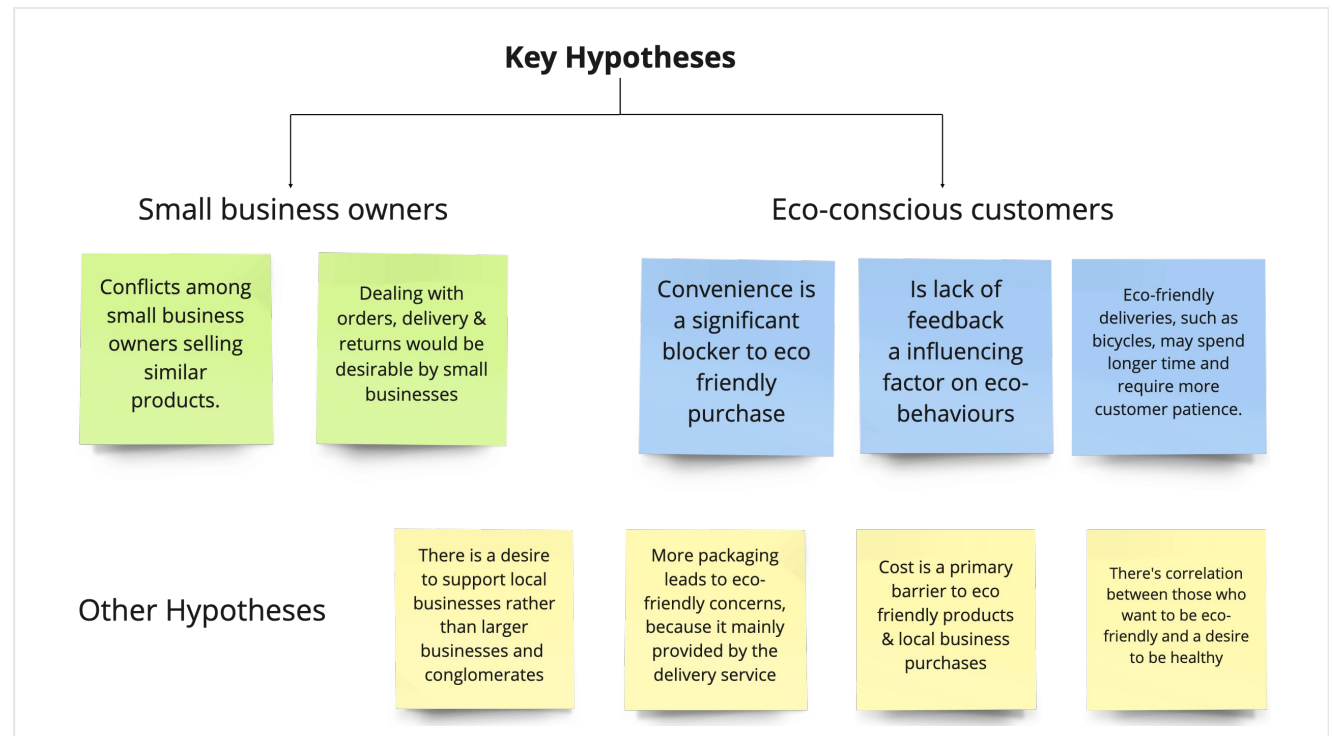 Key Hypotheses
Small business owners
Conflicts among
small business
owners selling
similar
products.
Dealing with
orders, delivery &
returns would be
desirable by small
businesses
Eco-conscious customers
Convenience is
a significant
blocker to eco
friendly
purchase
Is lack of
feedback
a influencing
factor on eco-
behaviours
Eco-friendly
deliveries, such as
bicycles, may spend
longer time and
require more
customer patience.
Other Hypotheses
There is a desire
to support local
businesses rather
than larger
businesses and
conglomerates
More packaging
leads to eco-
friendly concerns,
because it mainly
provided by the
delivery service
Cost is a primary
barrier to eco
friendly products
& local business
purchases
There's correlation
between those who
want to be eco-
friendly and a desire
to be healthy